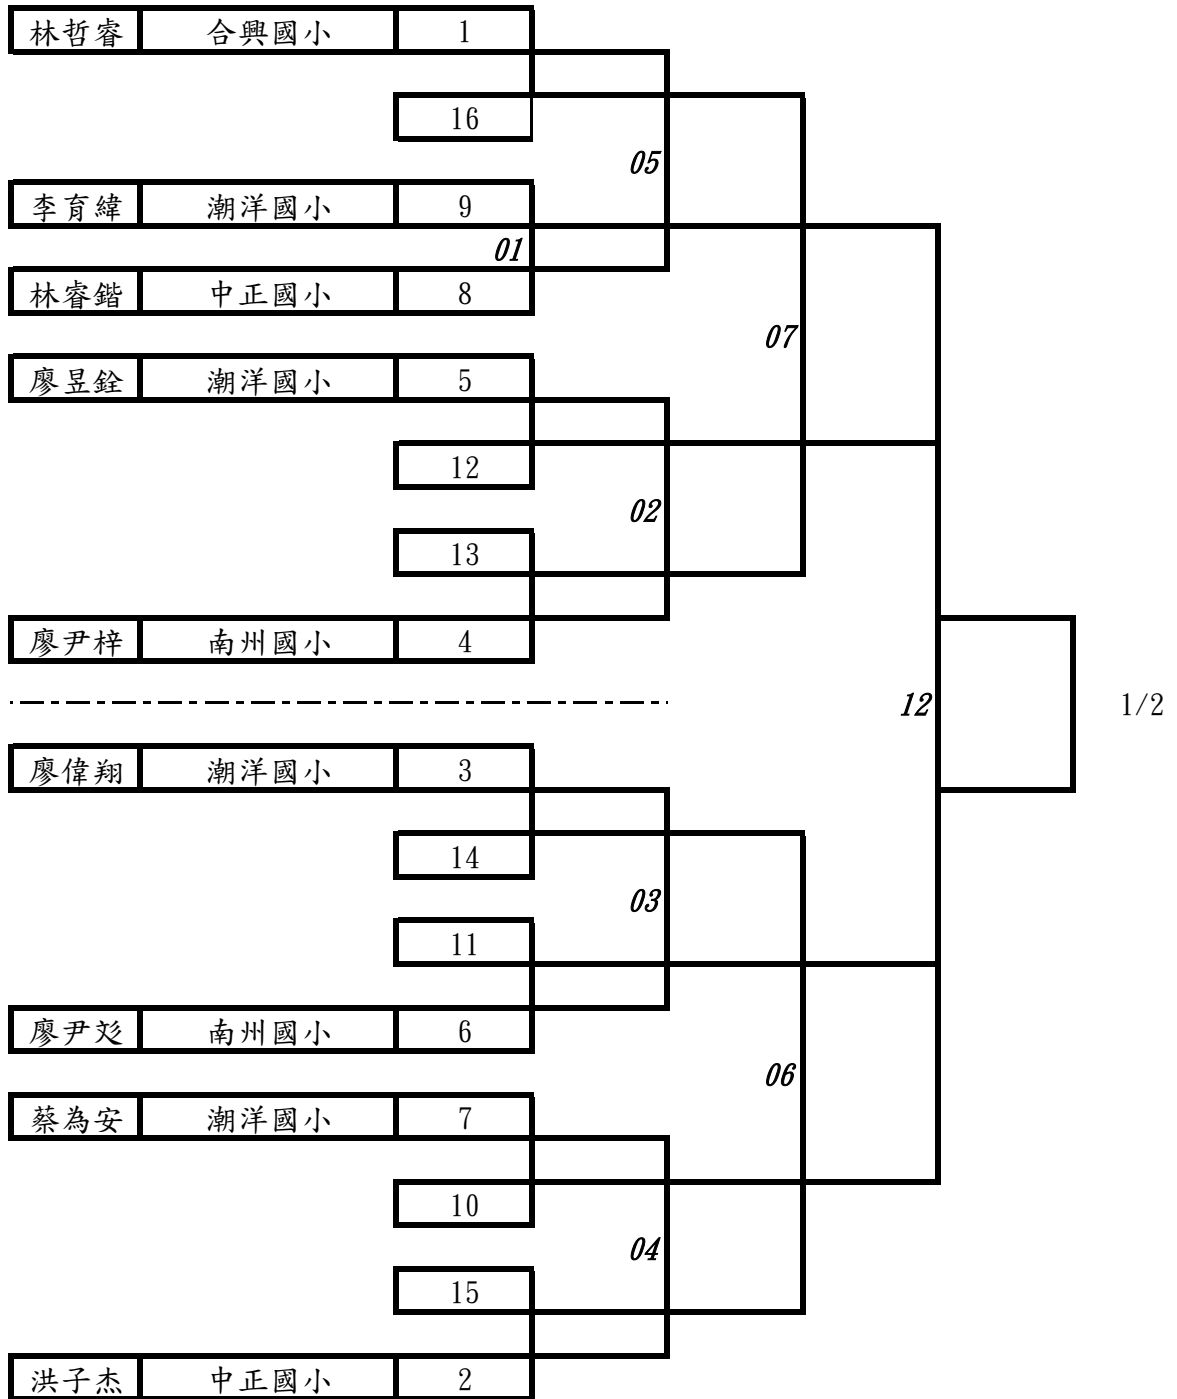 林哲睿 合興國小 1
16
05
李育緯 潮洋國小 9
01
林睿鍇 中正國小 8
07
廖昱銓 潮洋國小 5
12
02
13
廖尹梓 南州國小 4
12 1/2
廖偉翔 潮洋國小 3
14
03
11
廖尹彣 南州國小 6
06
蔡為安 潮洋國小 7
10
04
15
洪子杰 中正國小 2